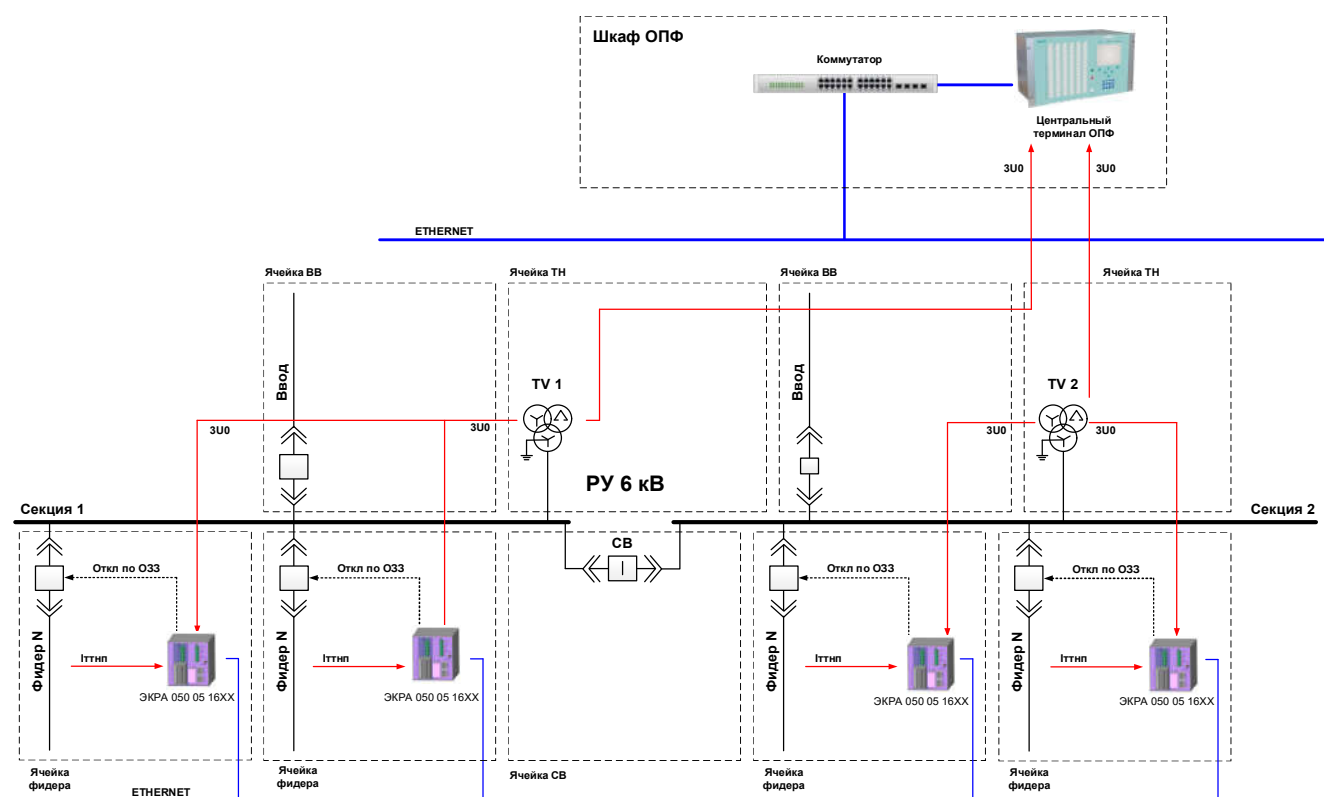 Шкаф ОПФ
Коммутатор
Центральный
терминал ОПФ
3U0
3U0
ETHERNET
Ячейка ВВ
Ячейка ТН
Ячейка ВВ
Ячейка ТН
Ввод
TV 1
Ввод
TV 2
3U0
3U0
3U0
3U0
РУ 6 кВ
Секция 1
Секция 2
СВ
Откл по ОЗЗ
Откл по ОЗЗ
Откл по ОЗЗ
Откл по ОЗЗ
Фидер N
Iттнп
ЭКРА 050 05 16ХХ
Фидер N
Iттнп
ЭКРА 050 05 16ХХ
Фидер N
Iттнп
ЭКРА 050 05 16ХХ
Фидер N
Iттнп
ЭКРА 050 05 16ХХ
Ячейка
фидера
Ячейка
фидера
Ячейка СВ
Ячейка
фидера
Ячейка
фидера
ETHERNET